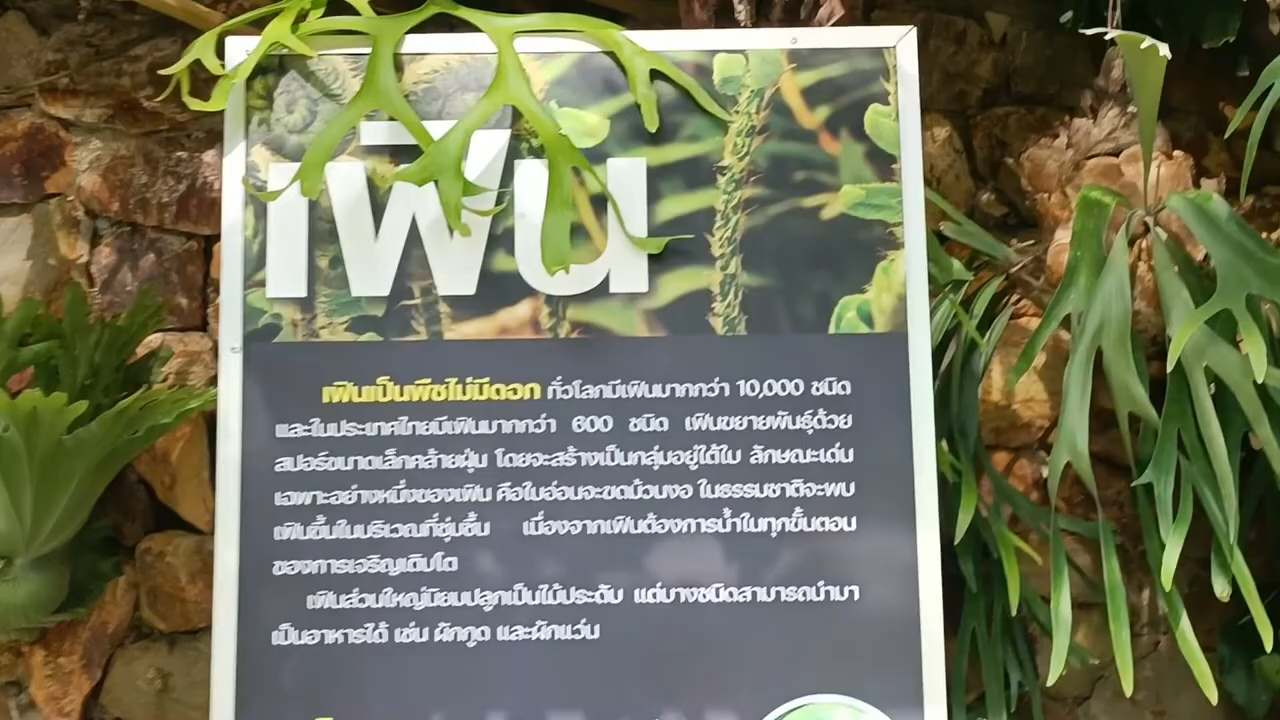 เฟิน
เฟินเป็นพืชไม่มีดอก ทั่วโลกมีเฟินมากกว่า 10,000 ชนิด
และในประเทศไทยมีเฟินมากกว่า 600 ชนิด เฟินขยายพันธุ์ด้วย
สปอร์ขนาดเล็กคล้ายฝุ่น โดยจะสร้างเป็นกลุ่มอยู่ใต้ใบ ลักษณะเด่น
เฉพาะอย่างหนึ่งของเฟิน คือใบอ่อนจะขดม้วนงอ ในธรรมชาติจะพบ
เฟินขึ้นในบริเวณที่ชุ่มชื้น เนื่องจากเฟินต้องการน้ำในทุกขั้นตอน
ของการเจริญเติบโต
เฟินส่วนใหญ่นิยมปลูกเป็นไม้ประดับ แต่บางชนิดสามารถนำมา
เป็นอาหารได้ เช่น ผักกูด และผักแว่น